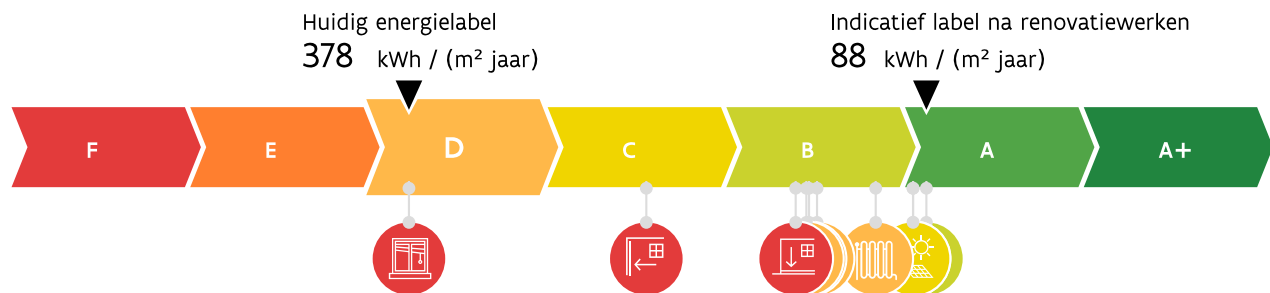 Huidig energielabel
378 kWh / (m² jaar)
Indicatief label na renovatiewerken
88 kWh / (m² jaar)
F E D C B A A+